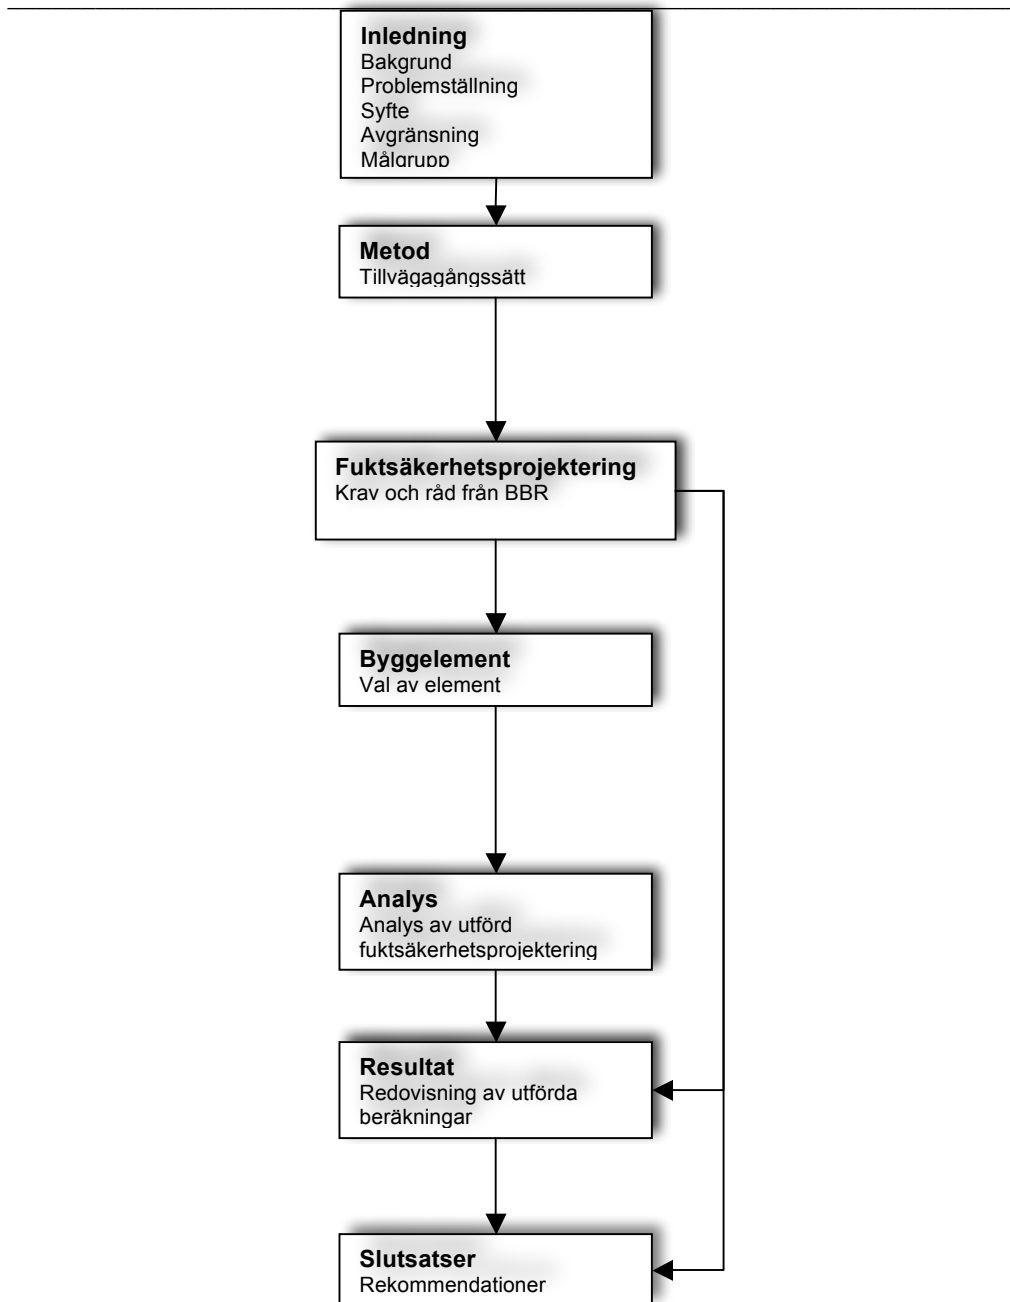 Inledning
Bakgrund
Problemställning
Syfte
Avgränsning
Målgrupp
Metod
Tillvägagångssätt
Fuktsäkerhetsprojektering
Krav och råd från BBR
Byggelement
Val av element
Analys
Analys av utförd
fuktsäkerhetsprojektering
Resultat
Redovisning av utförda
beräkningar
Slutsatser
Rekommendationer